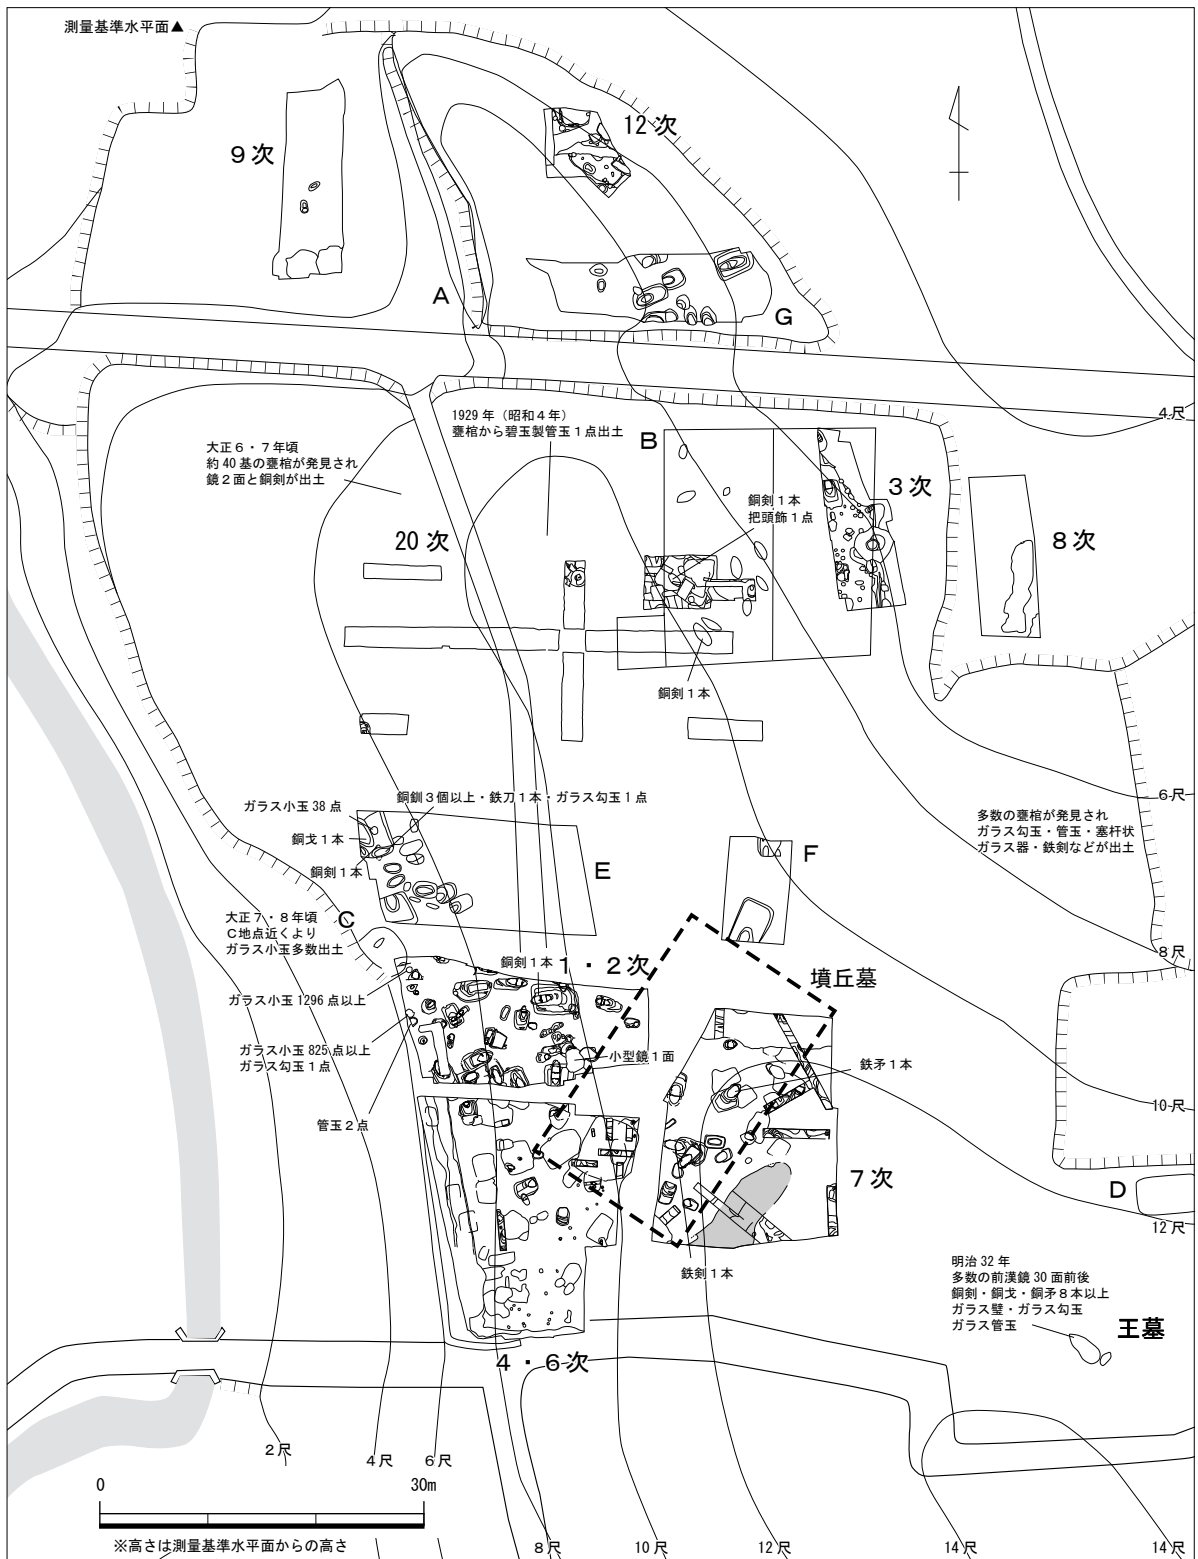 測量基準水平面▲
12次
9次
A
G
4尺
1929年（昭和4年）
甕棺から碧玉製管玉1点出土
B
大正6・7年頃
約40基の甕棺が発見され
鏡2面と銅剣が出土
3次
銅剣1本
把頭飾1点
20次
8次
銅剣1本
6尺
ガラス小玉38点
銅釧3個以上・鉄刀1本・ガラス勾玉1点
銅戈1本
銅剣1本
多数の甕棺が発見され
ガラス勾玉・管玉・塞杆状
ガラス器・鉄剣などが出土
F
E
C
大正7・8年頃
C地点近くより
ガラス小玉多数出土
8尺
銅剣1本
1・2次
墳丘墓
ガラス小玉1296点以上
ガラス小玉825点以上
ガラス勾玉1点
小型鏡1面
鉄矛1本
管玉2点
10尺
7次
D
12尺
鉄剣1本
明治32年
多数の前漢鏡30面前後
銅剣・銅戈・銅矛8本以上
ガラス璧・ガラス勾玉
ガラス管玉
王墓
4・6次
2尺
4尺
6尺
0
30m
※高さは測量基準水平面からの高さ
8尺
10尺
12尺
14尺
14尺